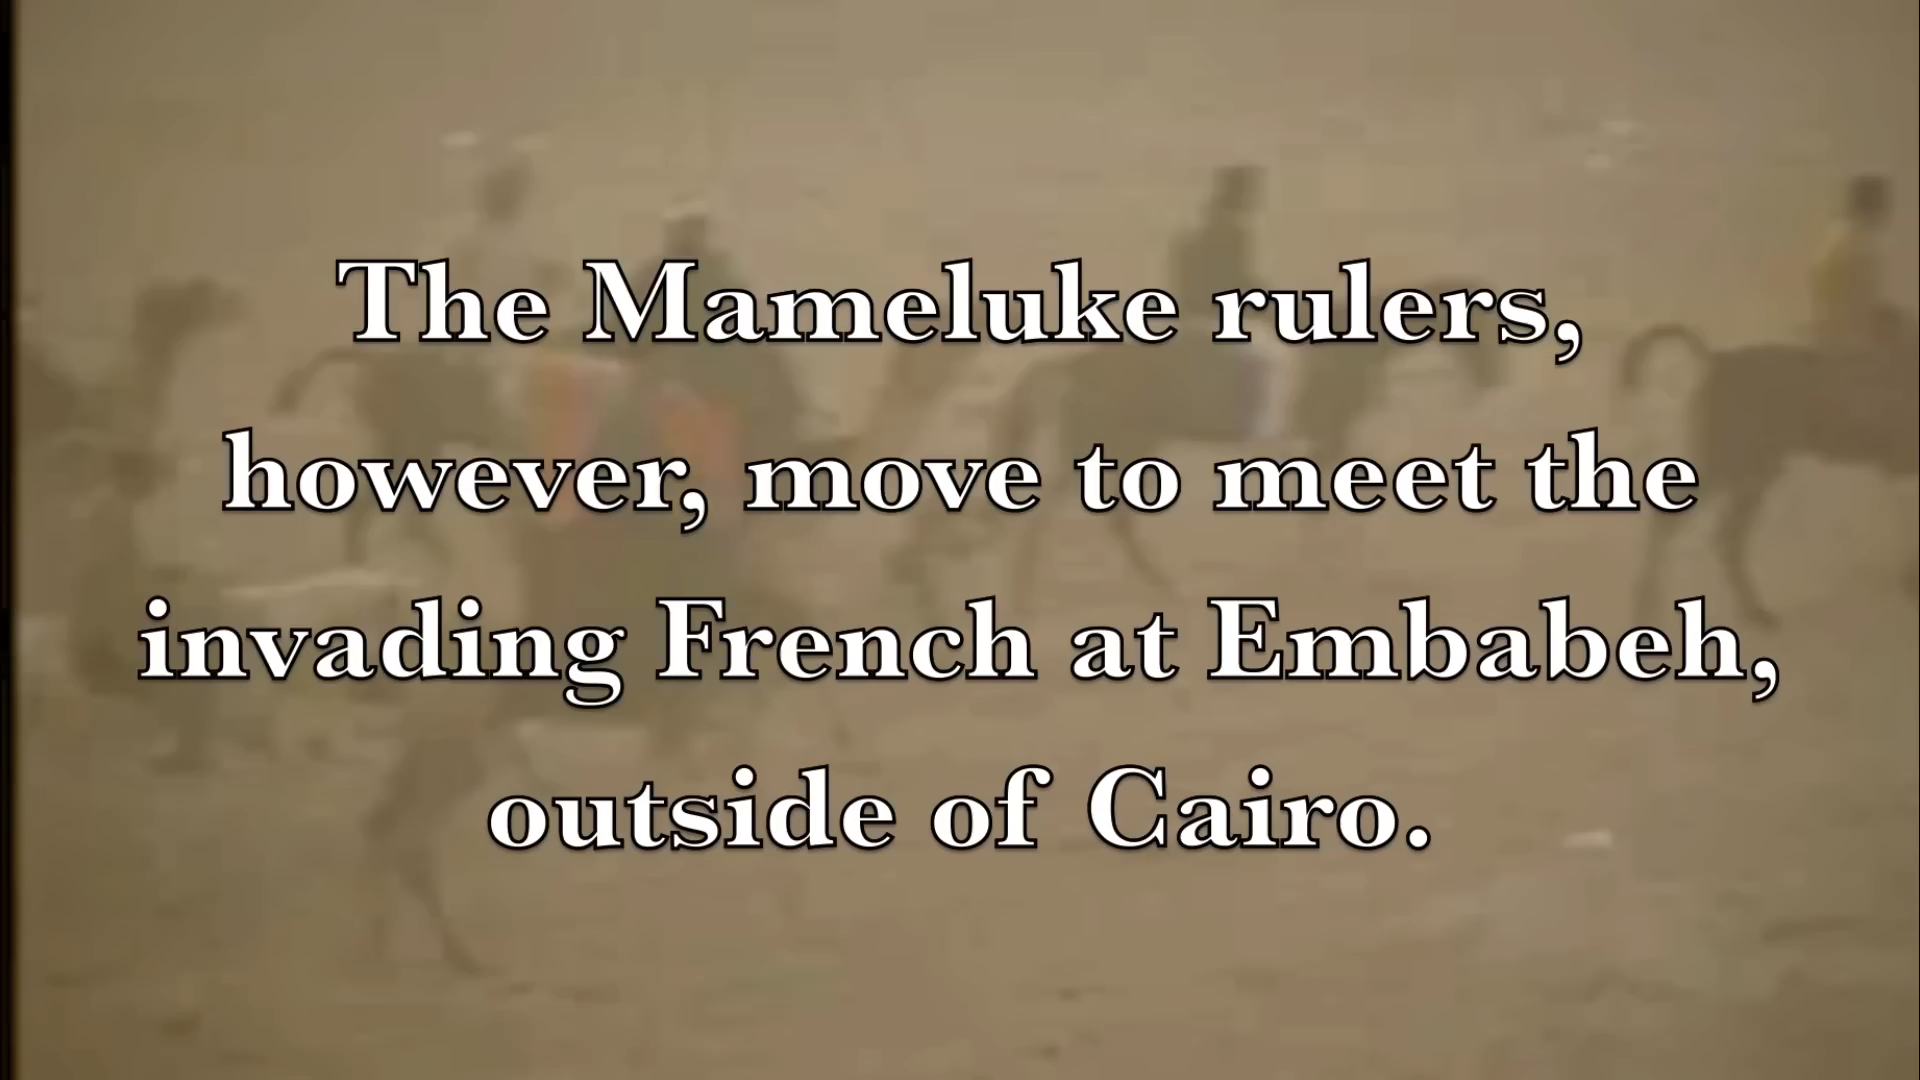 The Mameluke rulers,
however, move to meet the
invading French at Embabeh,
outside of Cairo.